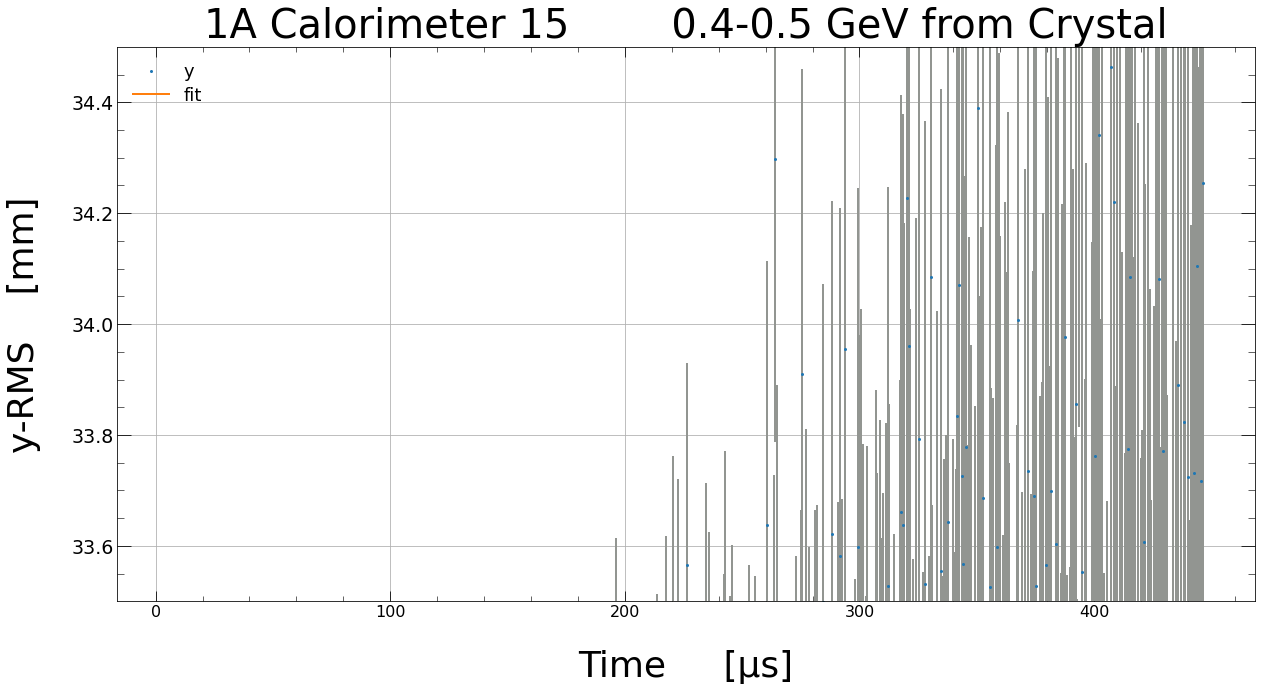 1A Calorimeter 15 0.4-0.5 GeV from Crystal
y
fit
34.4
34.2
34.0
33.8
33.6
y-RMS [mm]
0 100 200 300 400
Time [μs]